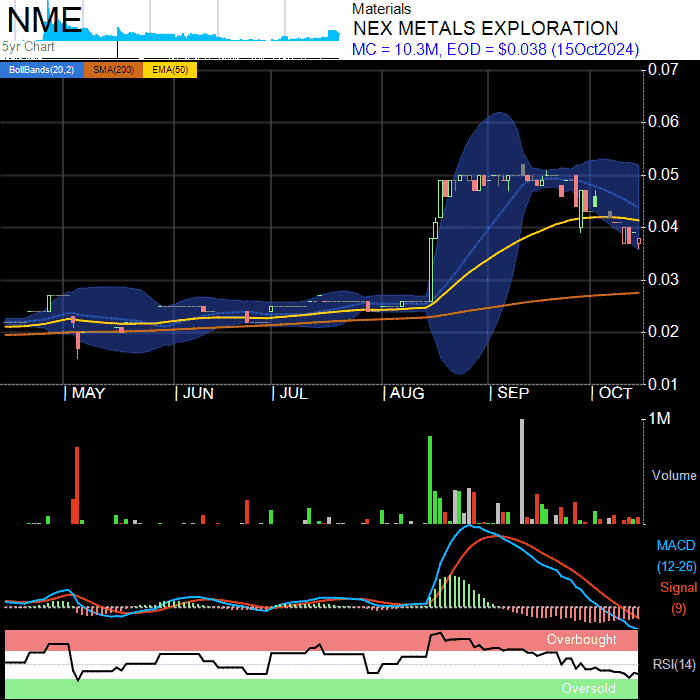 NME
5yr Chart
Materials
NEX METALS EXPLORATION
MC = 10.3M, EOD = $0.038 (15Oct2024)
BollBands(20,2) SMA(200) EMA(50)
0.07
0.06
0.05
0.04
0.03
0.02
0.01
MAY JUN JUL AUG SEP OCT
1M
Volume
MACD
(12-26)
Signal
(9)
Overbought
RSI(14)
Oversold